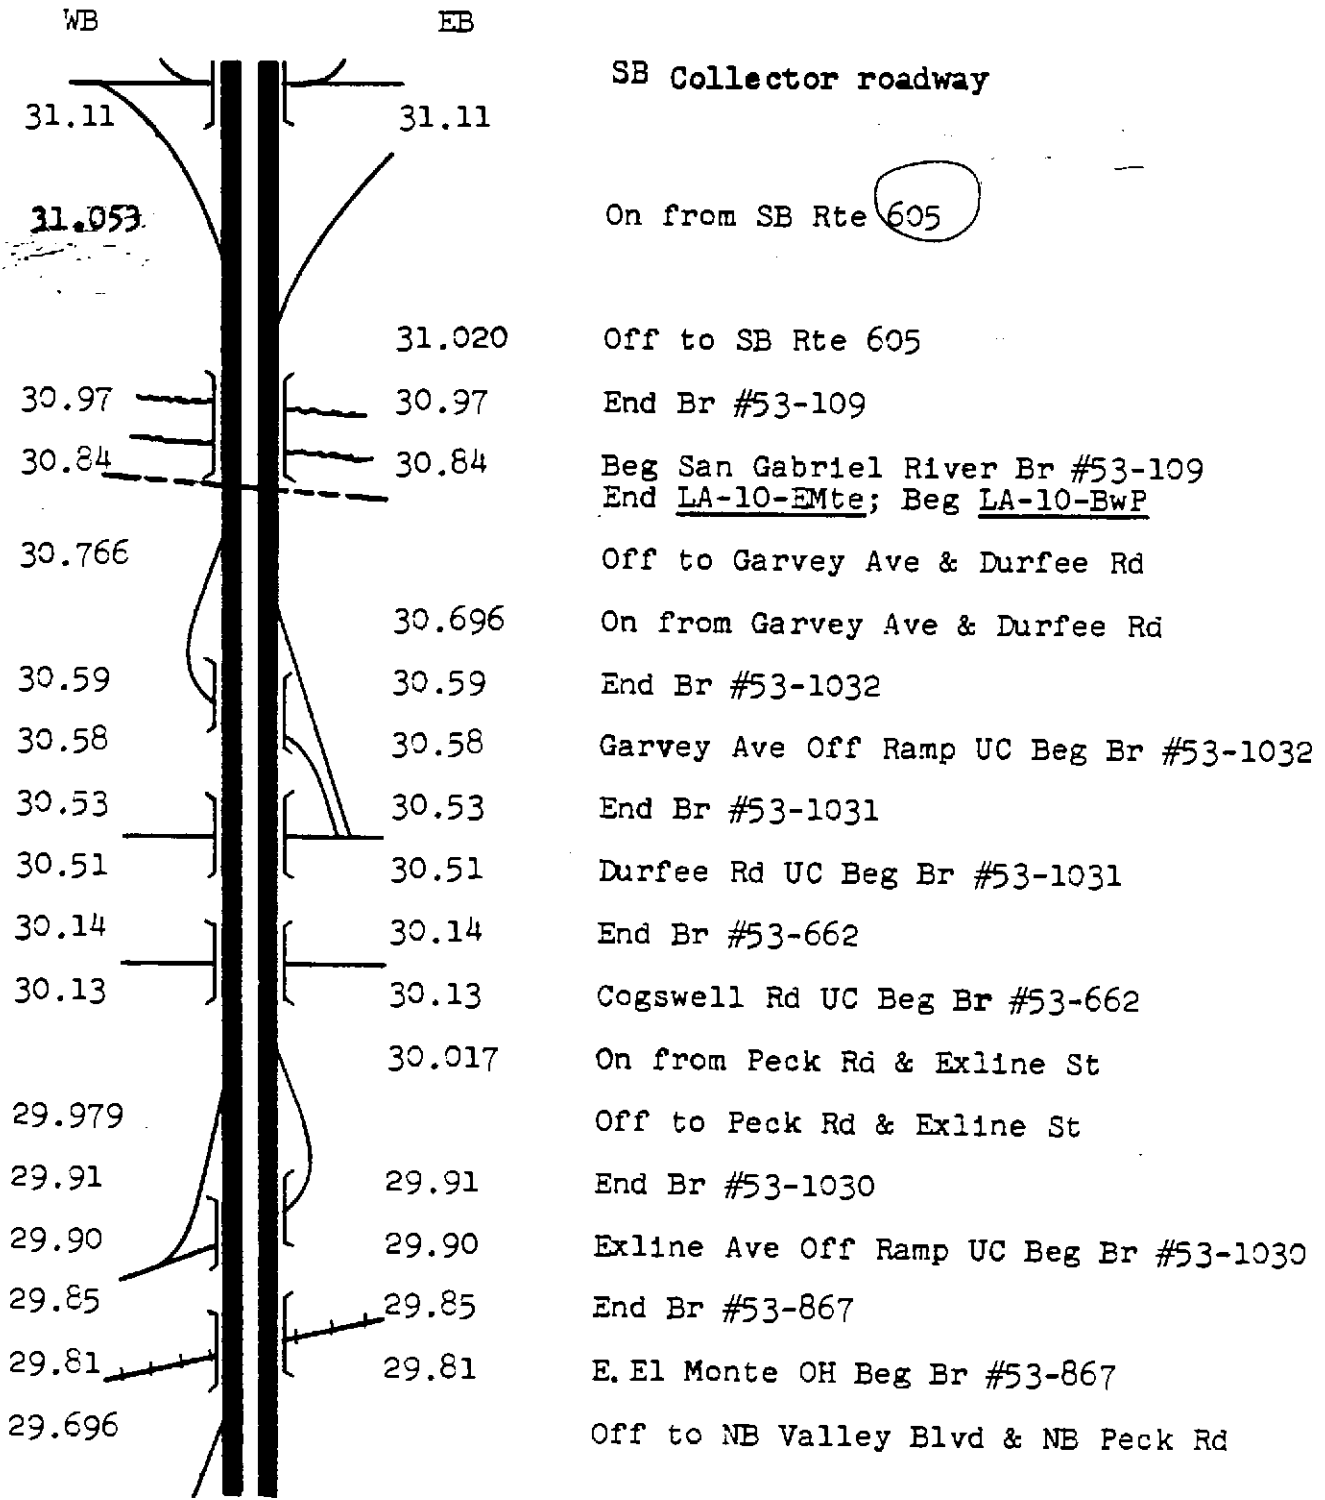 WB EB
SB Collector roadway
31.11 31.11
31.053 On from SB Rte 605
31.020 Off to SB Rte 605
30.97 30.97 End Br #53-109
30.84 30.84 Beg San Gabriel River Br #53-109
End LA-10-EMte; Beg LA-10-BwP
30.766 Off to Garvey Ave & Durfee Rd
30.696 On from Garvey Ave & Durfee Rd
30.59 30.59 End Br #53-1032
30.58 30.58 Garvey Ave Off Ramp UC Beg Br #53-1032
30.53 30.53 End Br #53-1031
30.51 30.51 Durfee Rd UC Beg Br #53-1031
30.14 30.14 End Br #53-662
30.13 30.13 Cogswell Rd UC Beg Br #53-662
30.017 On from Peck Rd & Exline St
29.979 Off to Peck Rd & Exline St
29.91 29.91 End Br #53-1030
29.90 29.90 Exline Ave Off Ramp UC Beg Br #53-1030
29.85 29.85 End Br #53-867
29.81 29.81 E. El Monte OH Beg Br #53-867
29.696 Off to NB Valley Blvd & NB Peck Rd